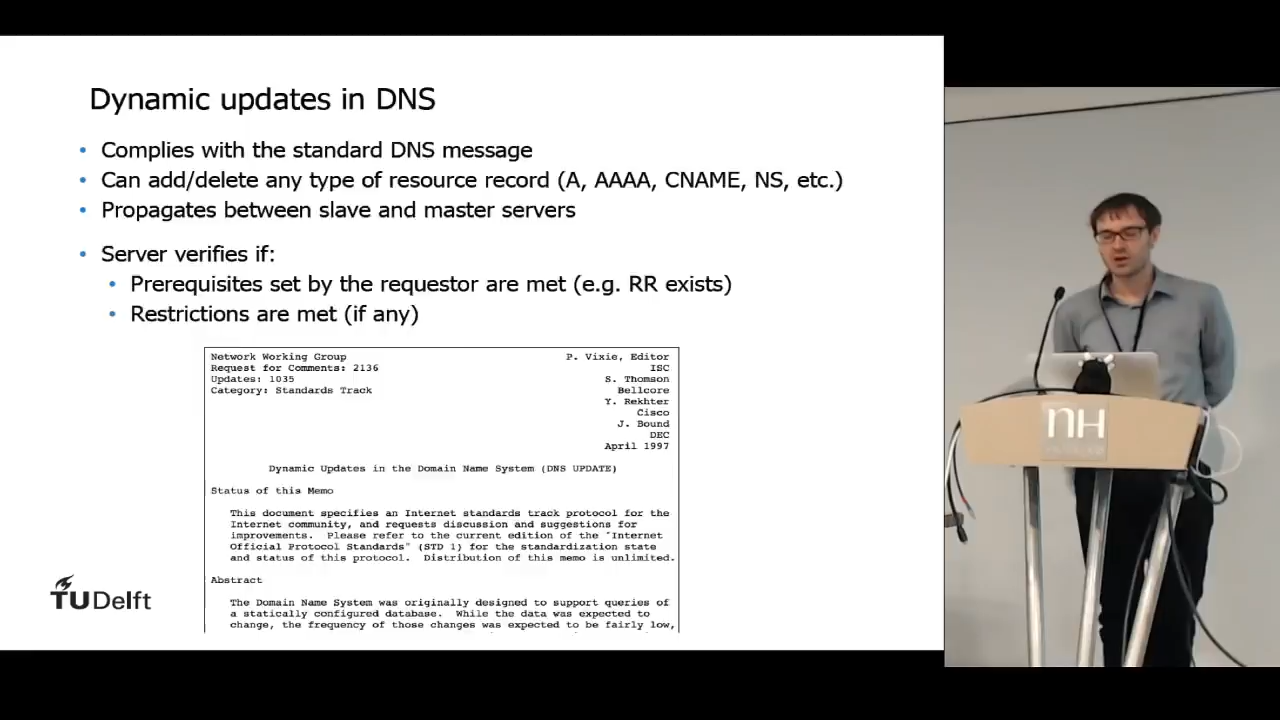 Dynamic updates in DNS
• Complies with the standard DNS message
• Can add/delete any type of resource record (A, AAAA, CNAME, NS, etc.)
• Propagates between slave and master servers
• Server verifies if:
• Prerequisites set by the requestor are met (e.g. RR exists)
• Restrictions are met (if any)
Network Working Group P. Vixie, Editor
Request for Comments: 2136 ISC
Updates: 1035 S. Thomson
Category: Standards Track Bellcore
Y. Rekhter
Cisco
J. Bound
DEC
April 1997
Dynamic Updates in the Domain Name System (DNS UPDATE)
Status of this Memo
This document specifies an Internet standards track protocol for the
Internet community, and requests discussion and suggestions for
improvements. Please refer to the current edition of the "Internet
Official Protocol Standards" (STD 1) for the standardization state
and status of this protocol. Distribution of this memo is unlimited.
Abstract
The Domain Name System was originally designed to support queries of
a statically configured database. While the data was expected to
change, the frequency of those changes was expected to be fairly low,
TUDelft
nH